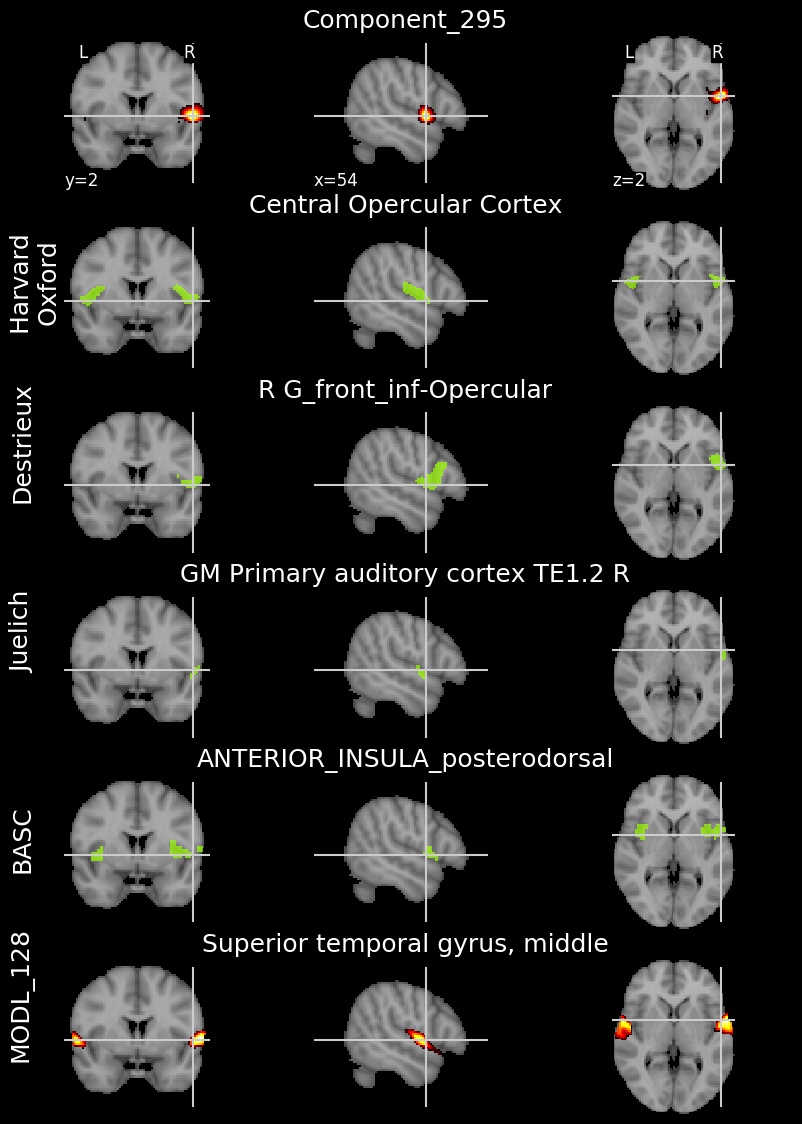 Component_295
L R
L R
y=2
x=54
z=2
Central Opercular Cortex
Harvard
Oxford
R G_front_inf-Opercular
Destrieux
GM Primary auditory cortex TE1.2 R
Juelich
ANTERIOR_INSULA_posterodorsal
BASC
Superior temporal gyrus, middle
MODL_128